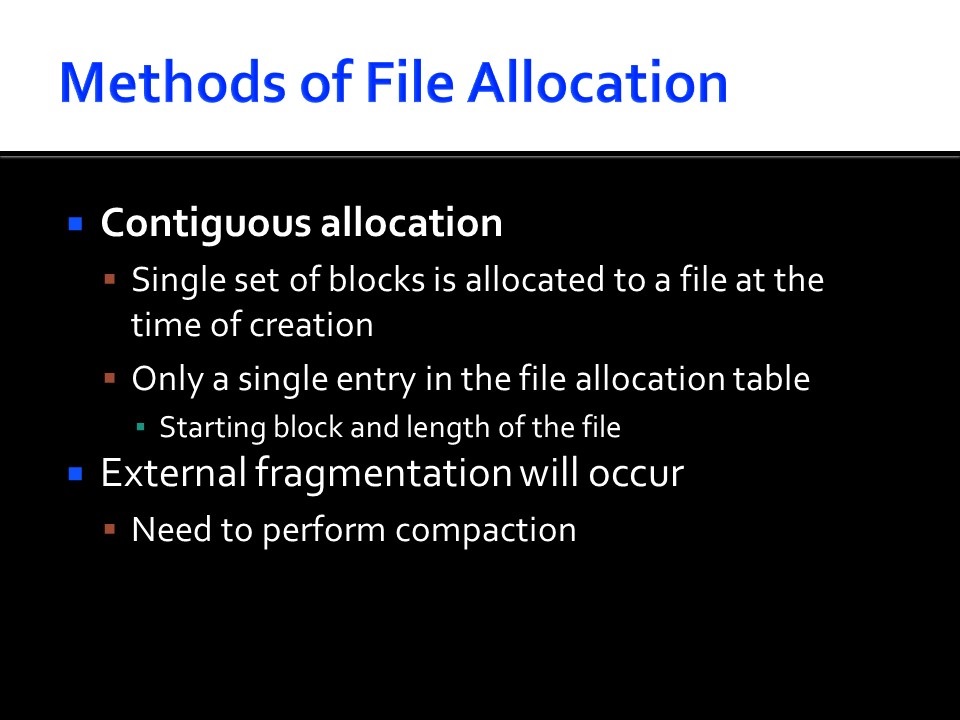 Methods of File Allocation
Contiguous allocation
Single set of blocks is allocated to a file at the
time of creation
Only a single entry in the file allocation table
Starting block and length of the file
External fragmentation will occur
Need to perform compaction